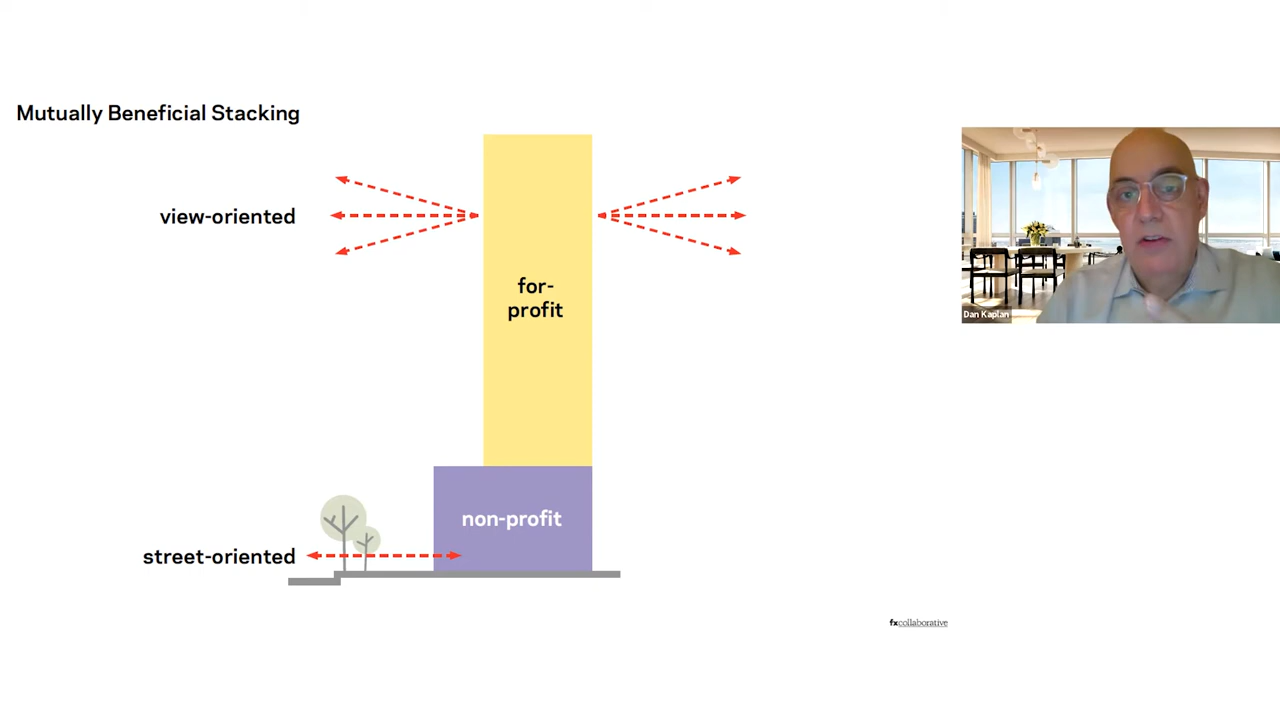 Mutually Beneficial Stacking
view-oriented
for-
profit
non-profit
street-oriented
Dan Kaplan
fxcollaborative